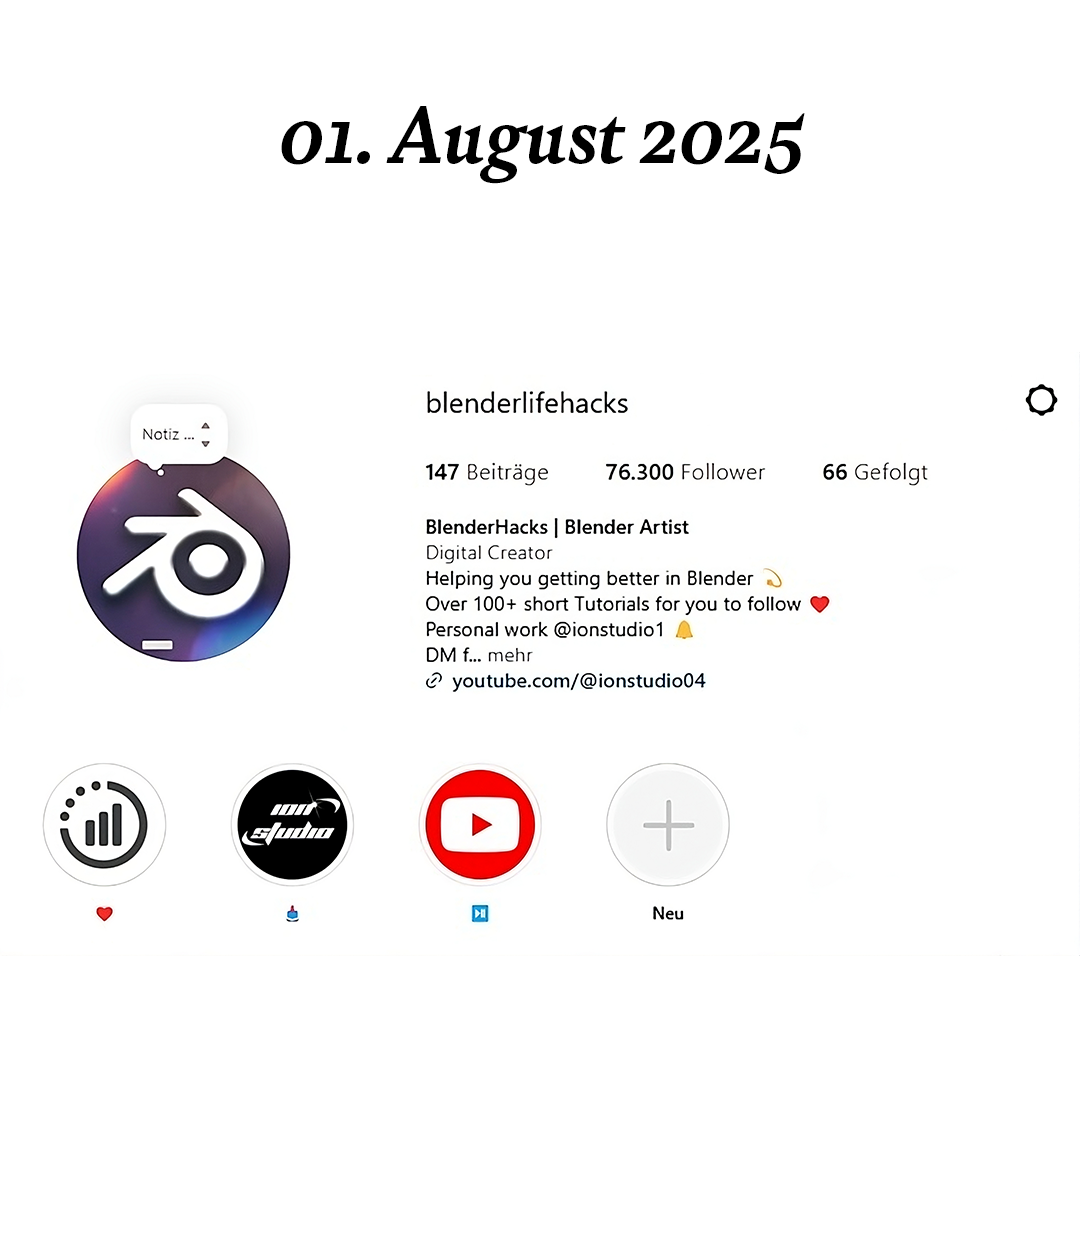 01. August 2025
blenderlifehacks
Notiz ...
147 Beiträge 76.300 Follower 66 Gefolgt
BlenderHacks | Blender Artist
Digital Creator
Helping you getting better in Blender 💫
Over 100+ short Tutorials for you to follow ❤️
Personal work @ionstudio1 🔔
DM f... mehr
youtube.com/@ionstudio04
ion
studio
Neu